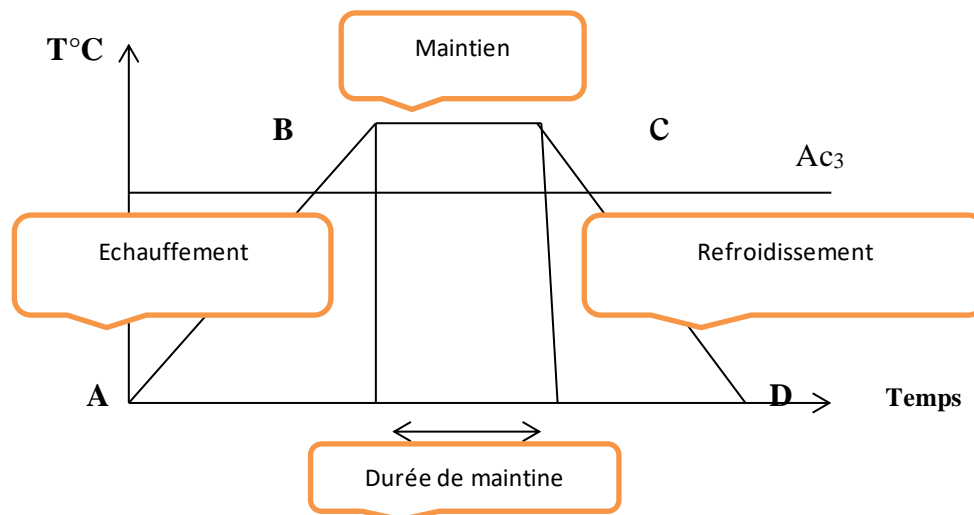 T°C
Maintien
B
C
Ac3
Echauffement
Refroidissement
A
D
Temps
Durée de maintine